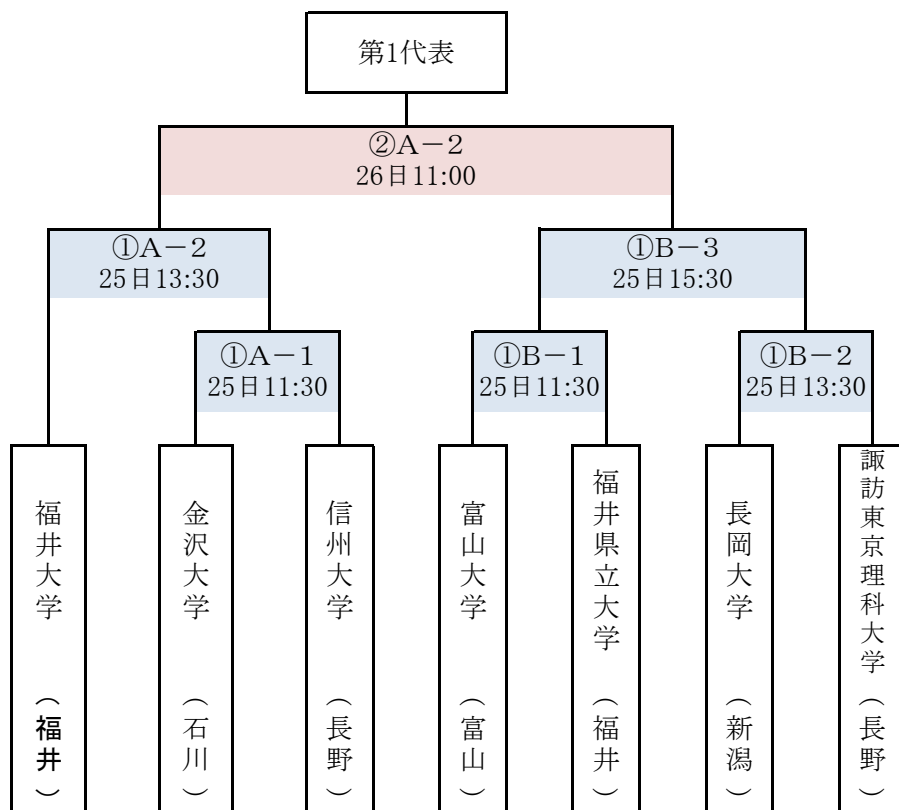 第1代表
②A－2
26日11:00
①A－2
25日13:30
①B－3
25日15:30
①A－1
25日11:30
①B－1
25日11:30
①B－2
25日13:30
福井大学（福井）
金沢大学（石川）
信州大学（長野）
富山大学（富山）
福井県立大学（福井）
長岡大学（新潟）
諏訪東京理科大学（長野）